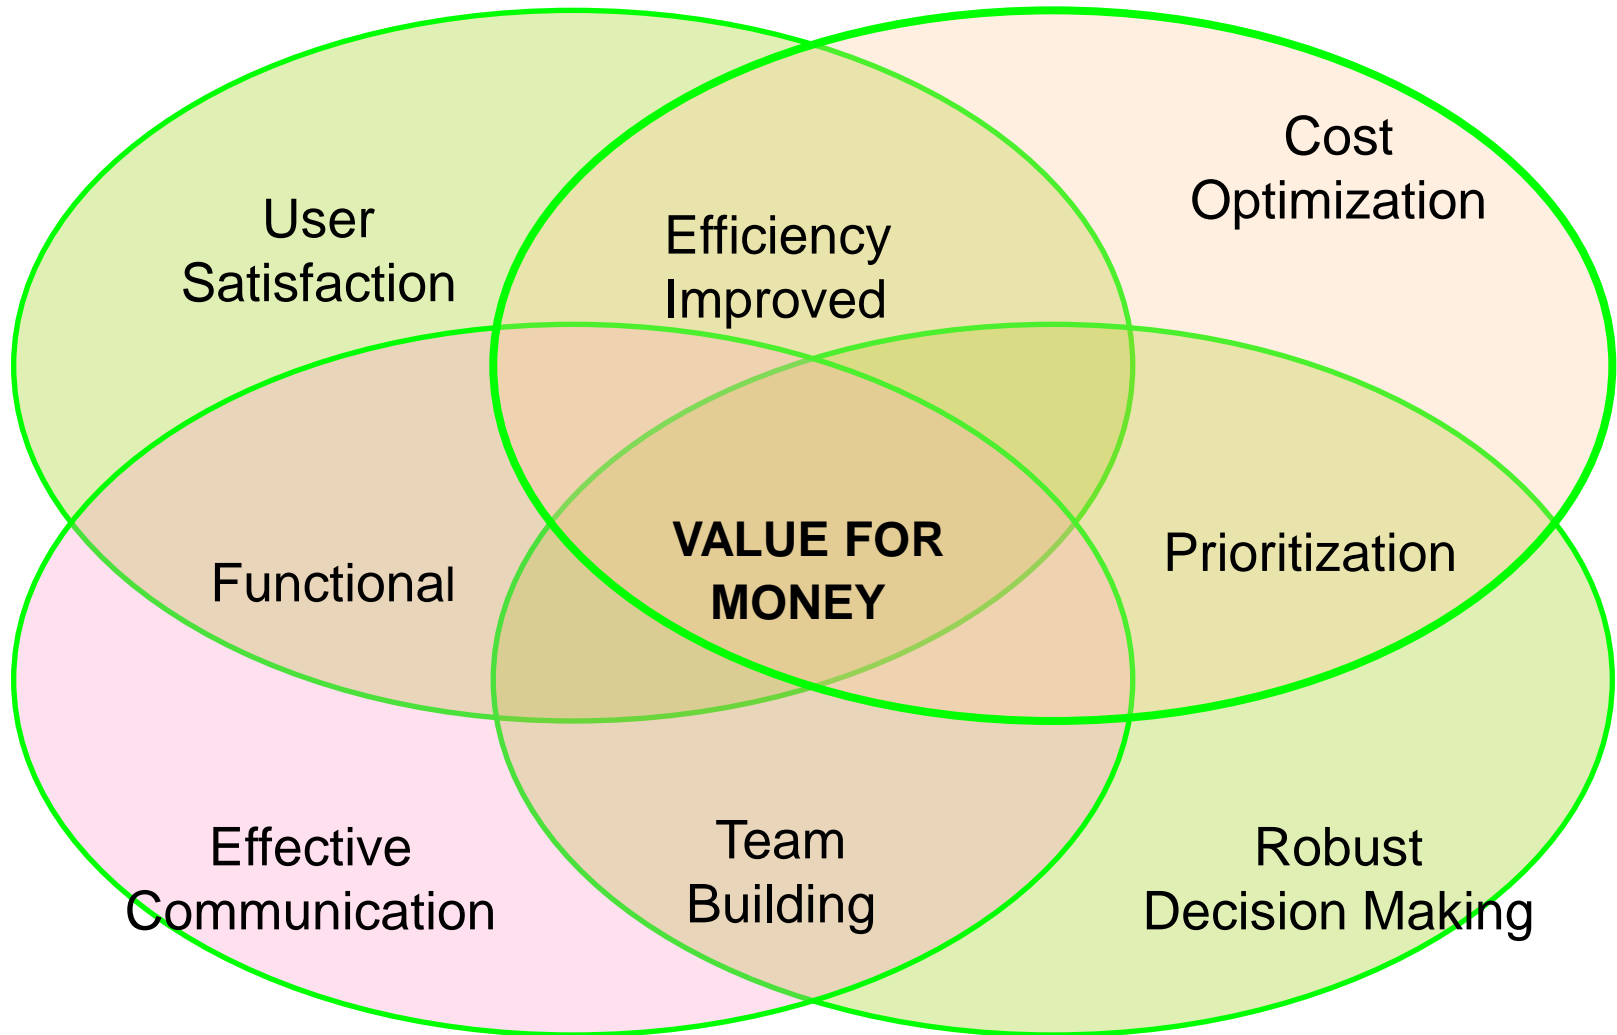 Cost
Optimization
User
Satisfaction
Efficiency
Improved
VALUE FOR
MONEY
Functional
Prioritization
Effective
Communication
Team
Building
Robust
Decision Making